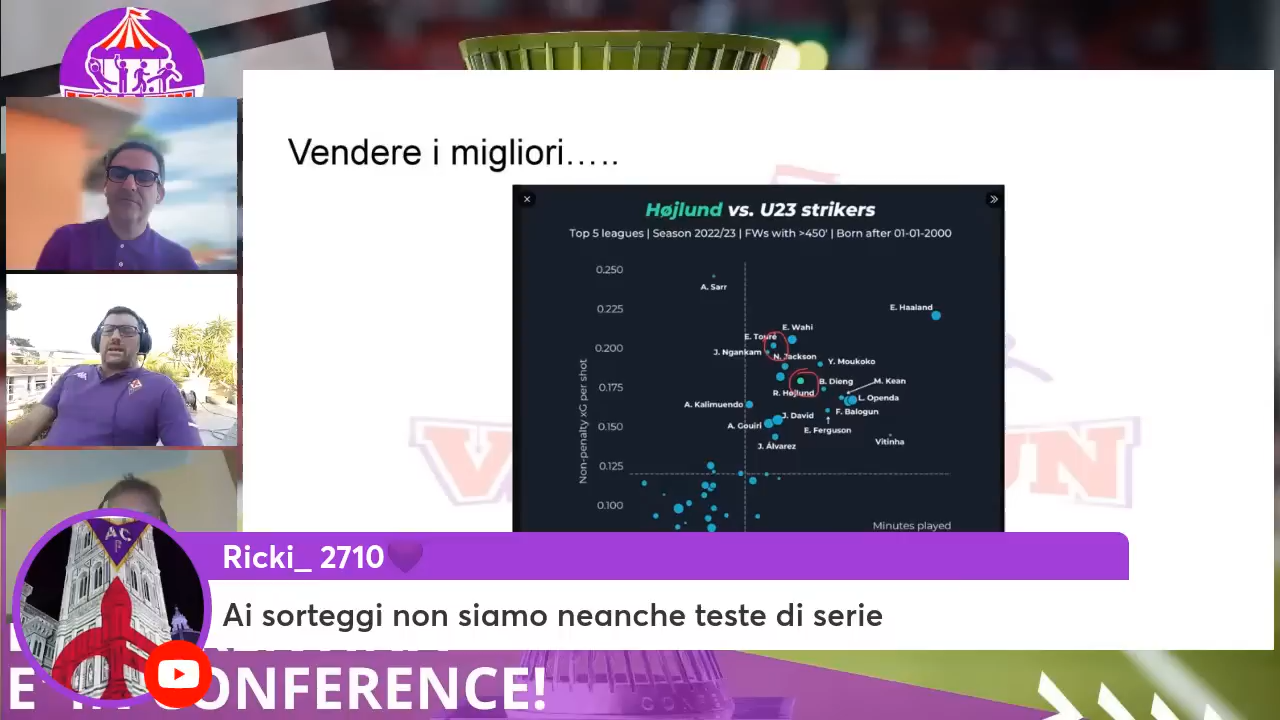 Vendere i migliori…..
Højlund vs. U23 strikers
Top 5 leagues | Season 2022/23 | FWs with >450' | Born after 01-01-2000
0.250
A. Sarr
0.225
E. Haaland
E. Wahi
E. Touré
0.200
J. Ngankam
N. Jackson
Y. Moukoko
0.175
B. Dieng
M. Kean
R. Højlund
L. Openda
A. Kalimuendo
F. Balogun
J. David
0.150
A. Gouiri
E. Ferguson
Vitinha
J. Álvarez
0.125
0.100
Non-penalty xG per shot
Minutes played
AC
F
Ricki_ 2710
Ai sorteggi non siamo neanche teste di serie
CONFERENCE!